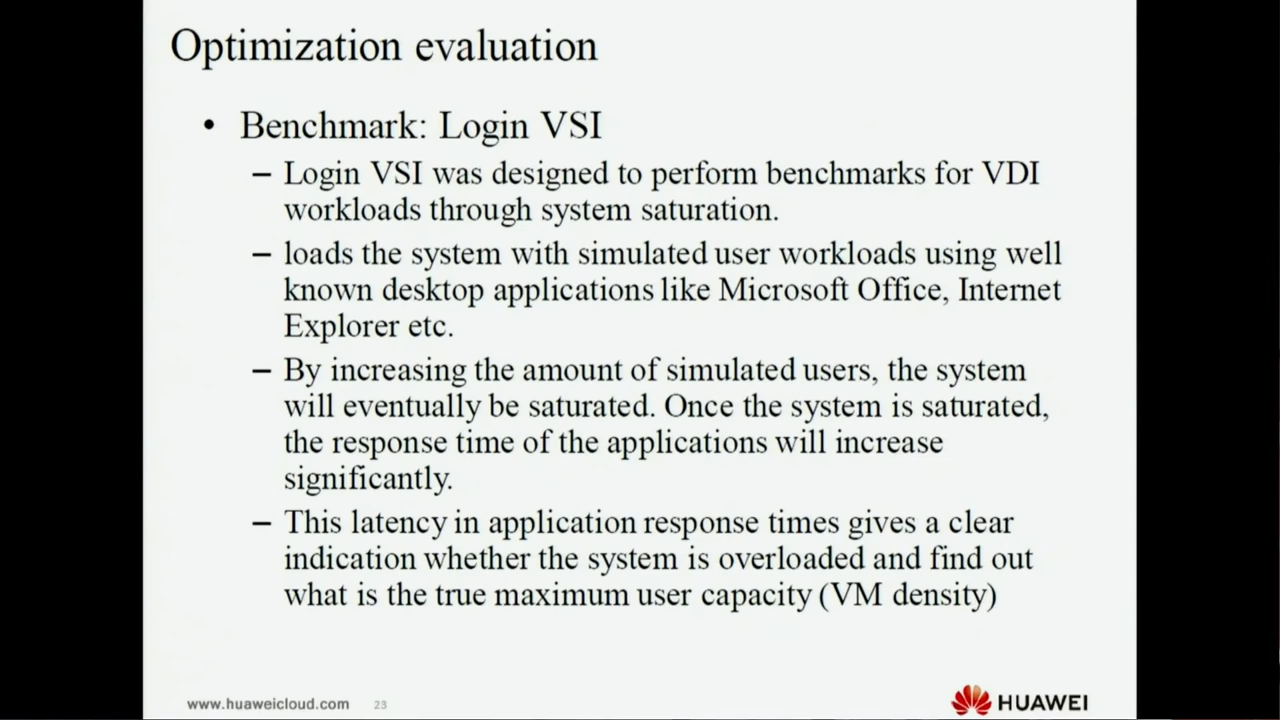 Optimization evaluation
• Benchmark: Login VSI
– Login VSI was designed to perform benchmarks for VDI
workloads through system saturation.
– loads the system with simulated user workloads using well
known desktop applications like Microsoft Office, Internet
Explorer etc.
– By increasing the amount of simulated users, the system
will eventually be saturated. Once the system is saturated,
the response time of the applications will increase
significantly.
– This latency in application response times gives a clear
indication whether the system is overloaded and find out
what is the true maximum user capacity (VM density)
www.huaweicloud.com 23
HUAWEI